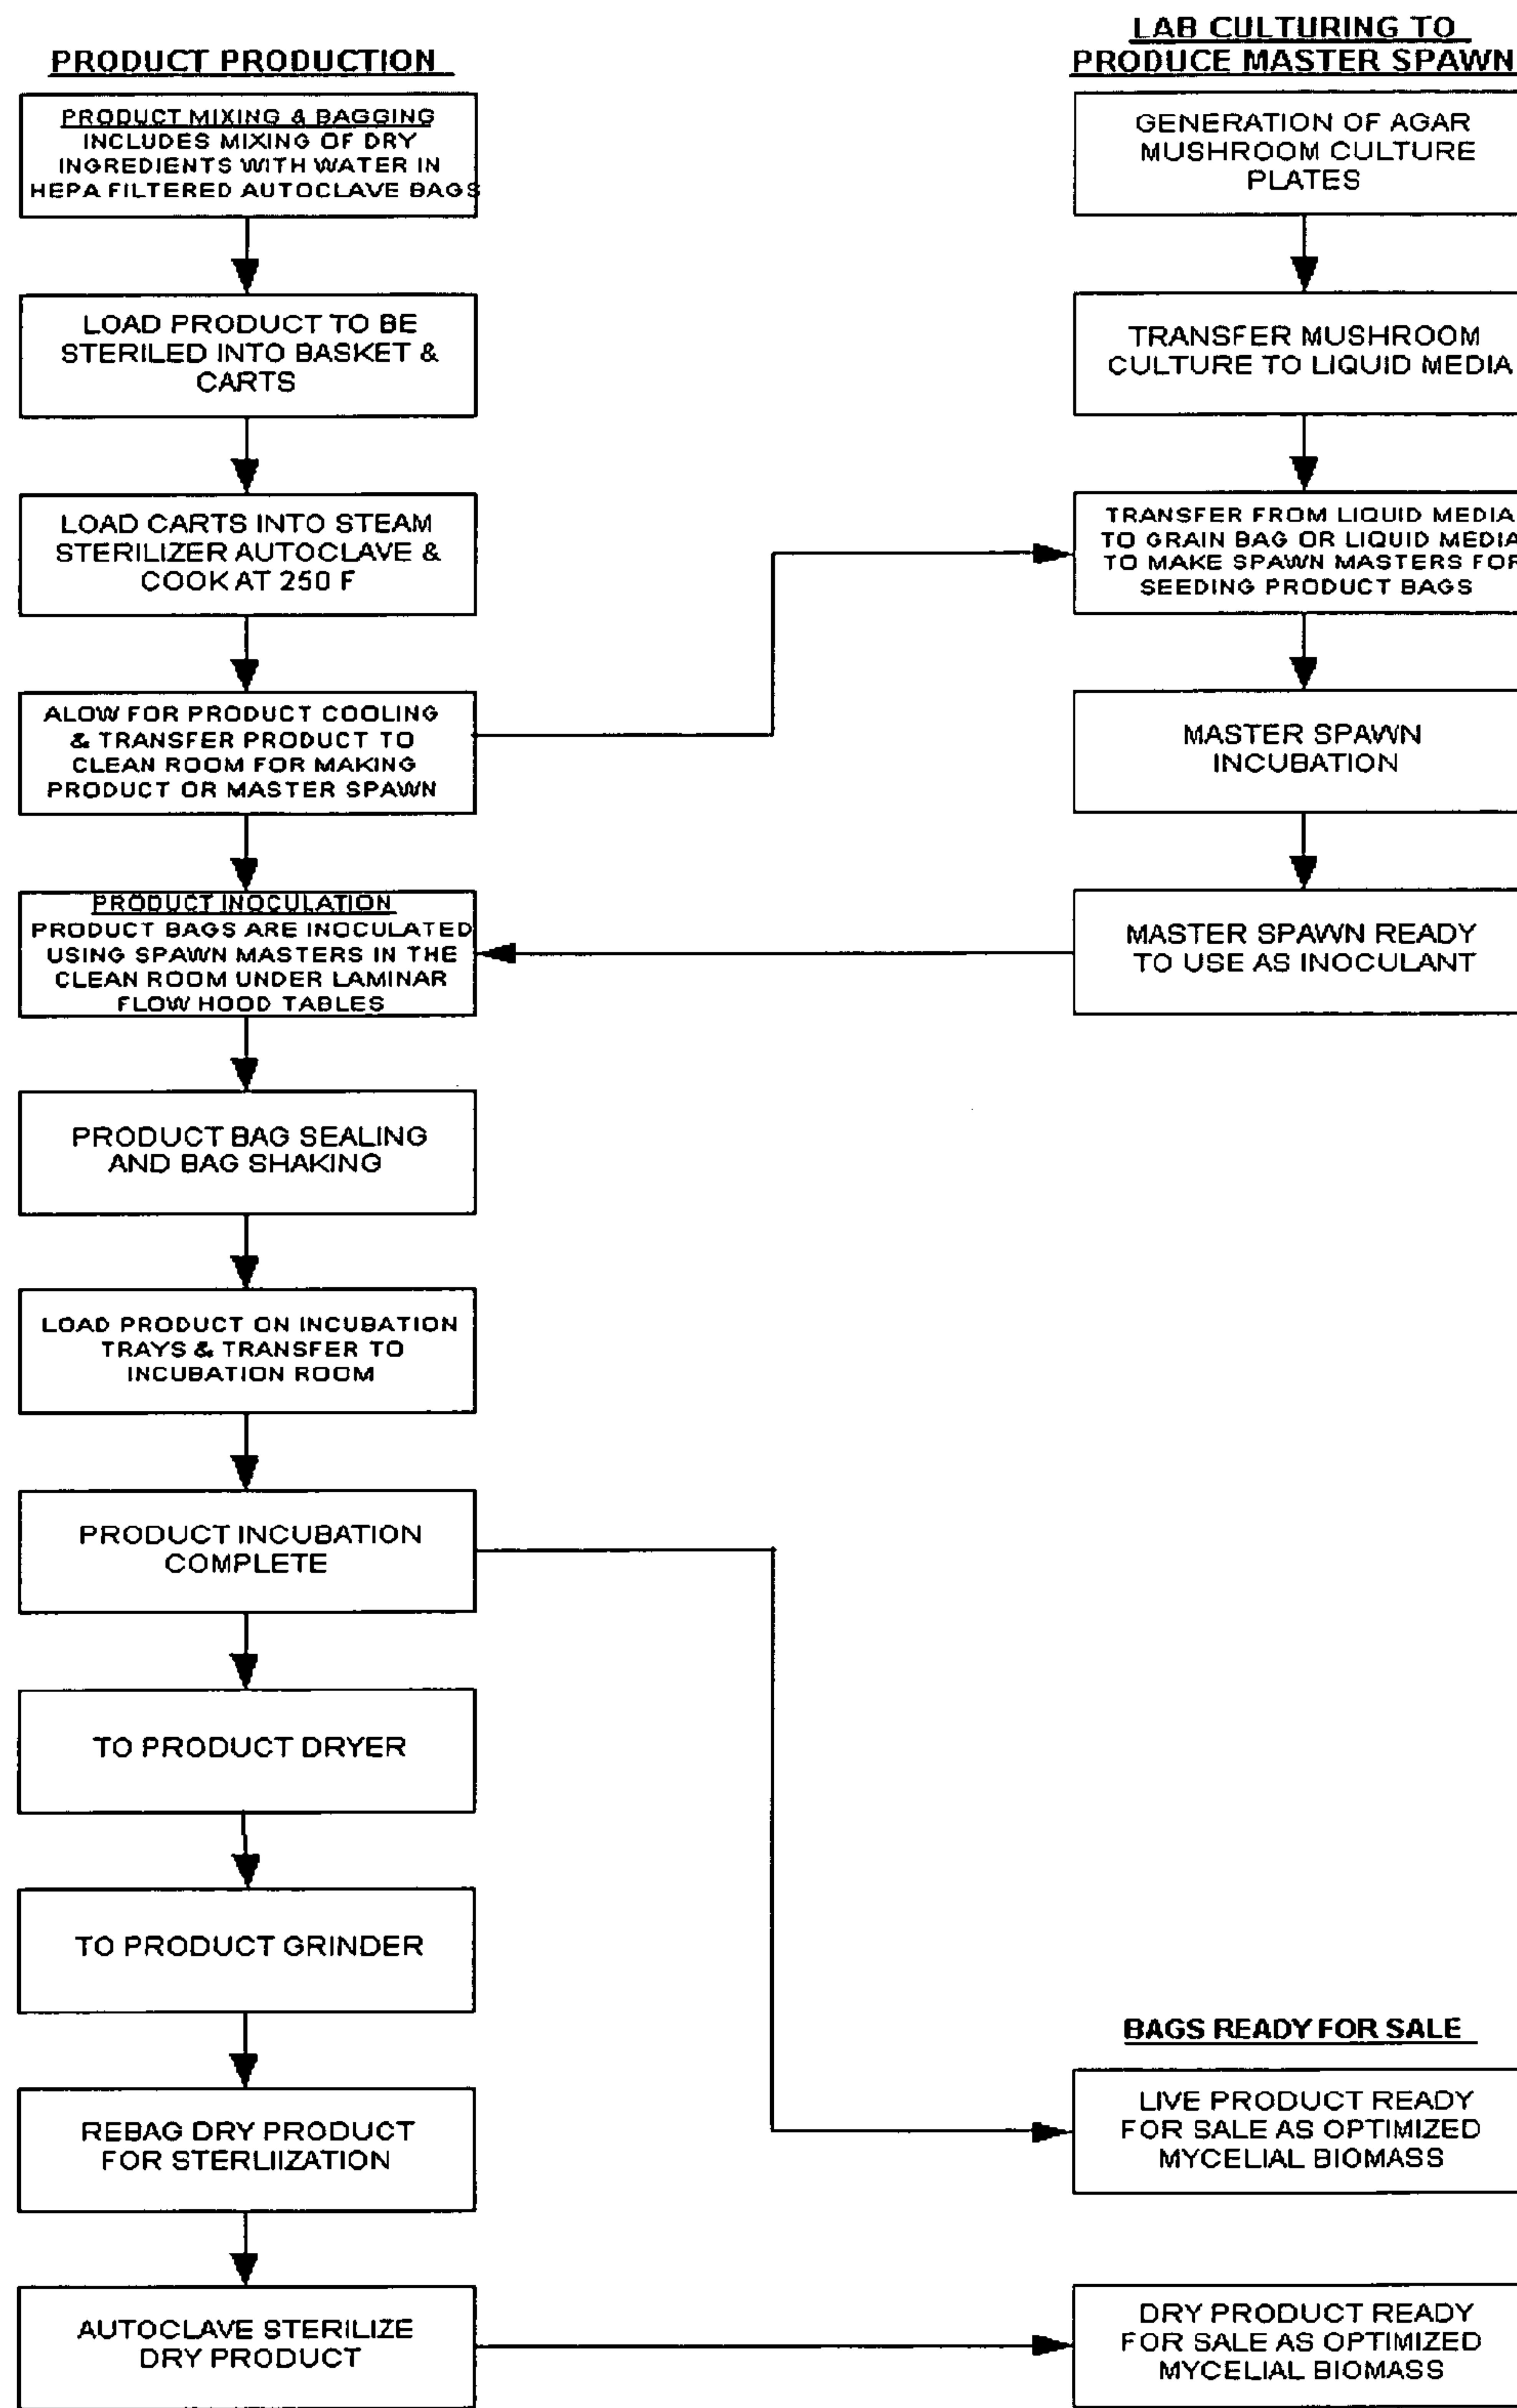 PRODUCT PRODUCTION
PRODUCT MIXING & BAGGING
INCLUDES MIXING OF DRY
INGREDIENTS WITH WATER IN
HEPA FILTERED AUTOCLAVE BAGS
LOAD PRODUCT TO BE
STERILED INTO BASKET &
CARTS
LOAD CARTS INTO STEAM
STERILIZER AUTOCLAVE &
COOK AT 250 F
ALOW FOR PRODUCT COOLING
& TRANSFER PRODUCT TO
CLEAN ROOM FOR MAKING
PRODUCT OR MASTER SPAWN
PRODUCT INOCULATION
PRODUCT BAGS ARE INOCULATED
USING SPAWN MASTERS IN THE
CLEAN ROOM UNDER LAMINAR
FLOW HOOD TABLES
PRODUCT BAG SEALING
AND BAG SHAKING
LOAD PRODUCT ON INCUBATION
TRAYS & TRANSFER TO
INCUBATION ROOM
PRODUCT INCUBATION
COMPLETE
TO PRODUCT DRYER
TO PRODUCT GRINDER
REBAG DRY PRODUCT
FOR STERLIIZATION
AUTOCLAVE STERILIZE
DRY PRODUCT
LAB CULTURING TO
PRODUCE MASTER SPAWN
GENERATION OF AGAR
MUSHROOM CULTURE
PLATES
TRANSFER MUSHROOM
CULTURE TO LIQUID MEDIA
TRANSFER FROM LIQUID MEDIA
TO GRAIN BAG OR LIQUID MEDIA
TO MAKE SPAWN MASTERS FOR
SEEDING PRODUCT BAGS
MASTER SPAWN
INCUBATION
MASTER SPAWN READY
TO USE AS INOCULANT
BAGS READY FOR SALE
LIVE PRODUCT READY
FOR SALE AS OPTIMIZED
MYCELIAL BIOMASS
DRY PRODUCT READY
FOR SALE AS OPTIMIZED
MYCELIAL BIOMASS